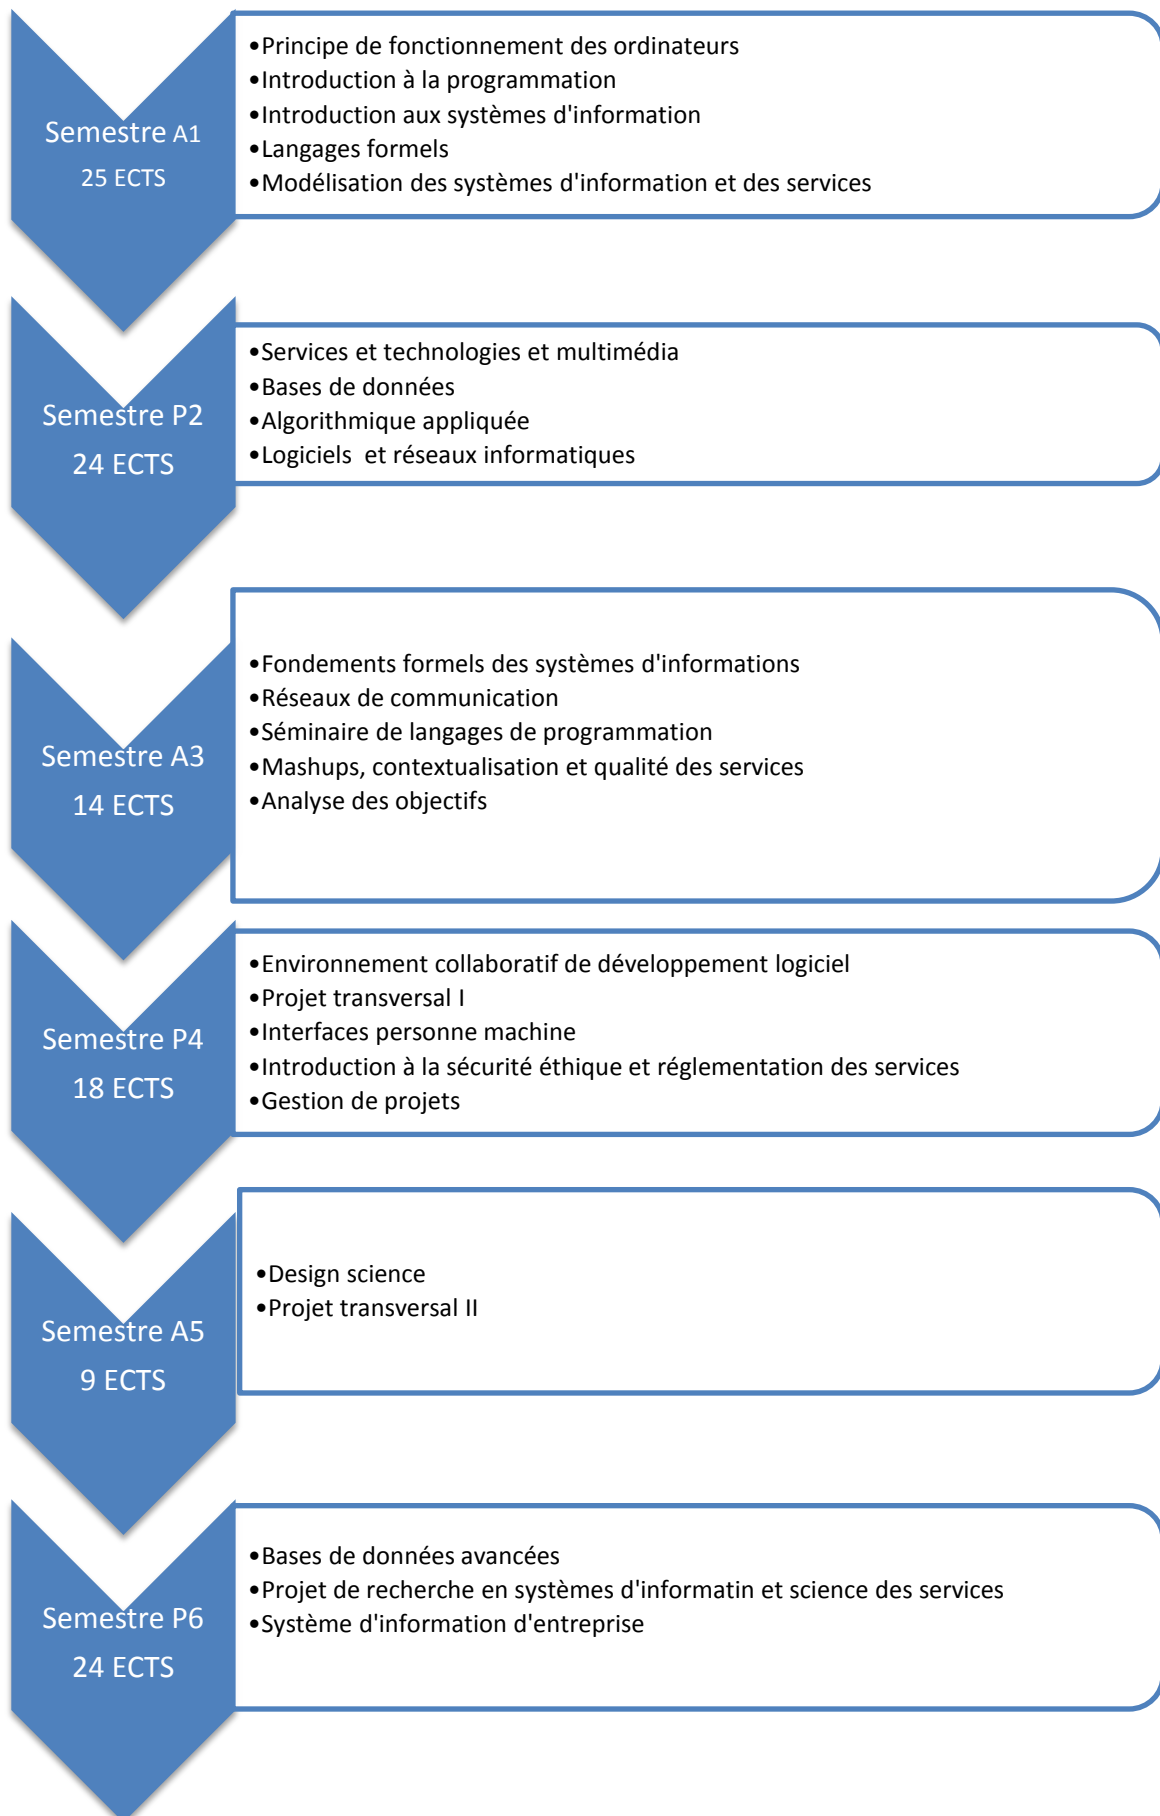 Semestre A1
25 ECTS
•Principe de fonctionnement des ordinateurs
•Introduction à la programmation
•Introduction aux systèmes d'information
•Langages formels
•Modélisation des systèmes d'information et des services
Semestre P2
24 ECTS
•Services et technologies et multimédia
•Bases de données
•Algorithmique appliquée
•Logiciels  et réseaux informatiques
Semestre A3
14 ECTS
•Fondements formels des systèmes d'informations
•Réseaux de communication
•Séminaire de langages de programmation
•Mashups, contextualisation et qualité des services
•Analyse des objectifs
Semestre P4
18 ECTS
•Environnement collaboratif de développement logiciel
•Projet transversal I
•Interfaces personne machine
•Introduction à la sécurité éthique et réglementation des services
•Gestion de projets
Semestre A5
9 ECTS
•Design science
•Projet transversal II
Semestre P6
24 ECTS
•Bases de données avancées
•Projet de recherche en systèmes d'informatin et science des services
•Système d'information d'entreprise